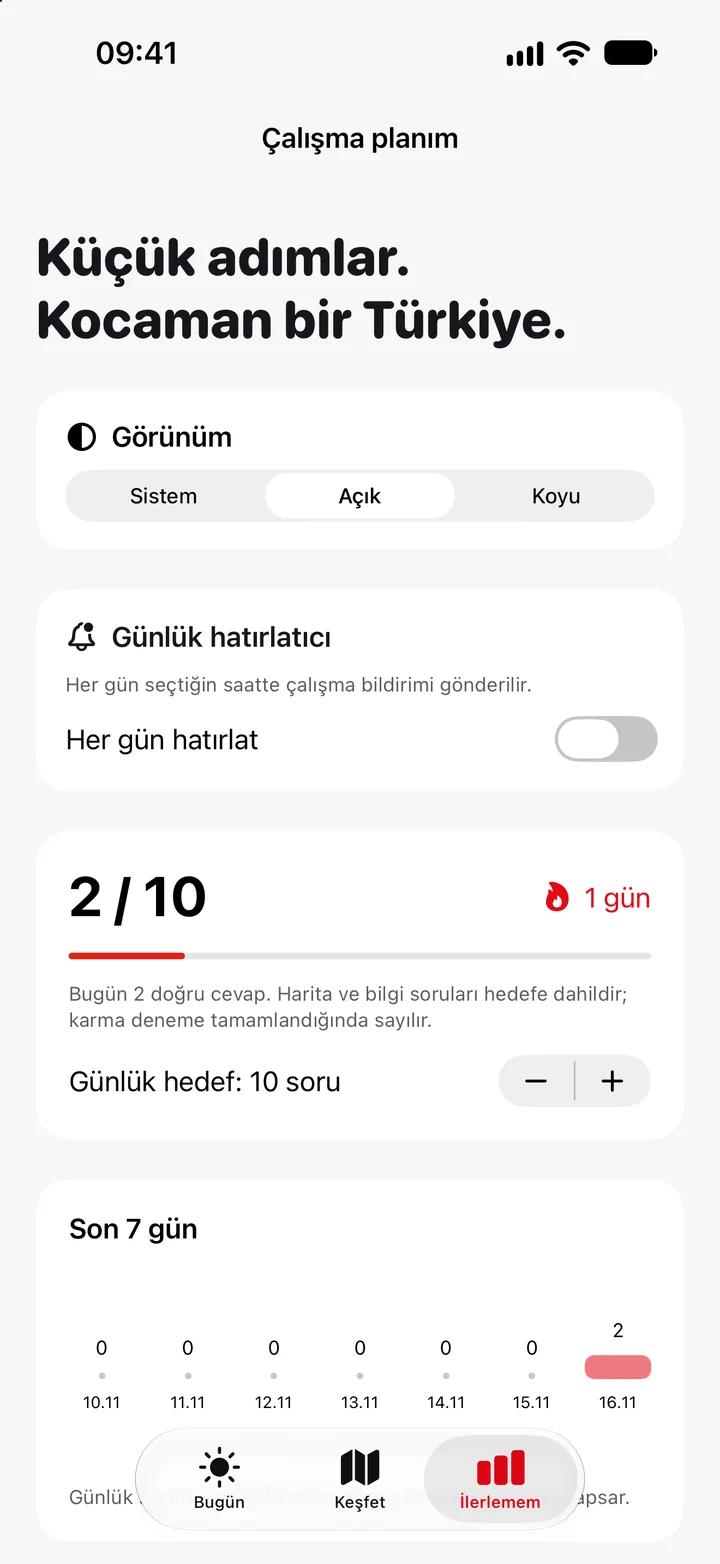 09:41
Çalışma planım
Küçük adımlar.
Kocaman bir Türkiye.
Görünüm
Sistem Açık Koyu
Günlük hatırlatıcı
Her gün seçtiğin saatte çalışma bildirimi gönderilir.
Her gün hatırlat
2 / 10
1 gün
Bugün 2 doğru cevap. Harita ve bilgi soruları hedefe dahildir;
karma deneme tamamlandığında sayılır.
Günlük hedef: 10 soru
Son 7 gün
0 0 0 0 0 0 2
10.11 11.11 12.11 13.11 14.11 15.11 16.11
Günlük
Bugün Keşfet İlerlemem